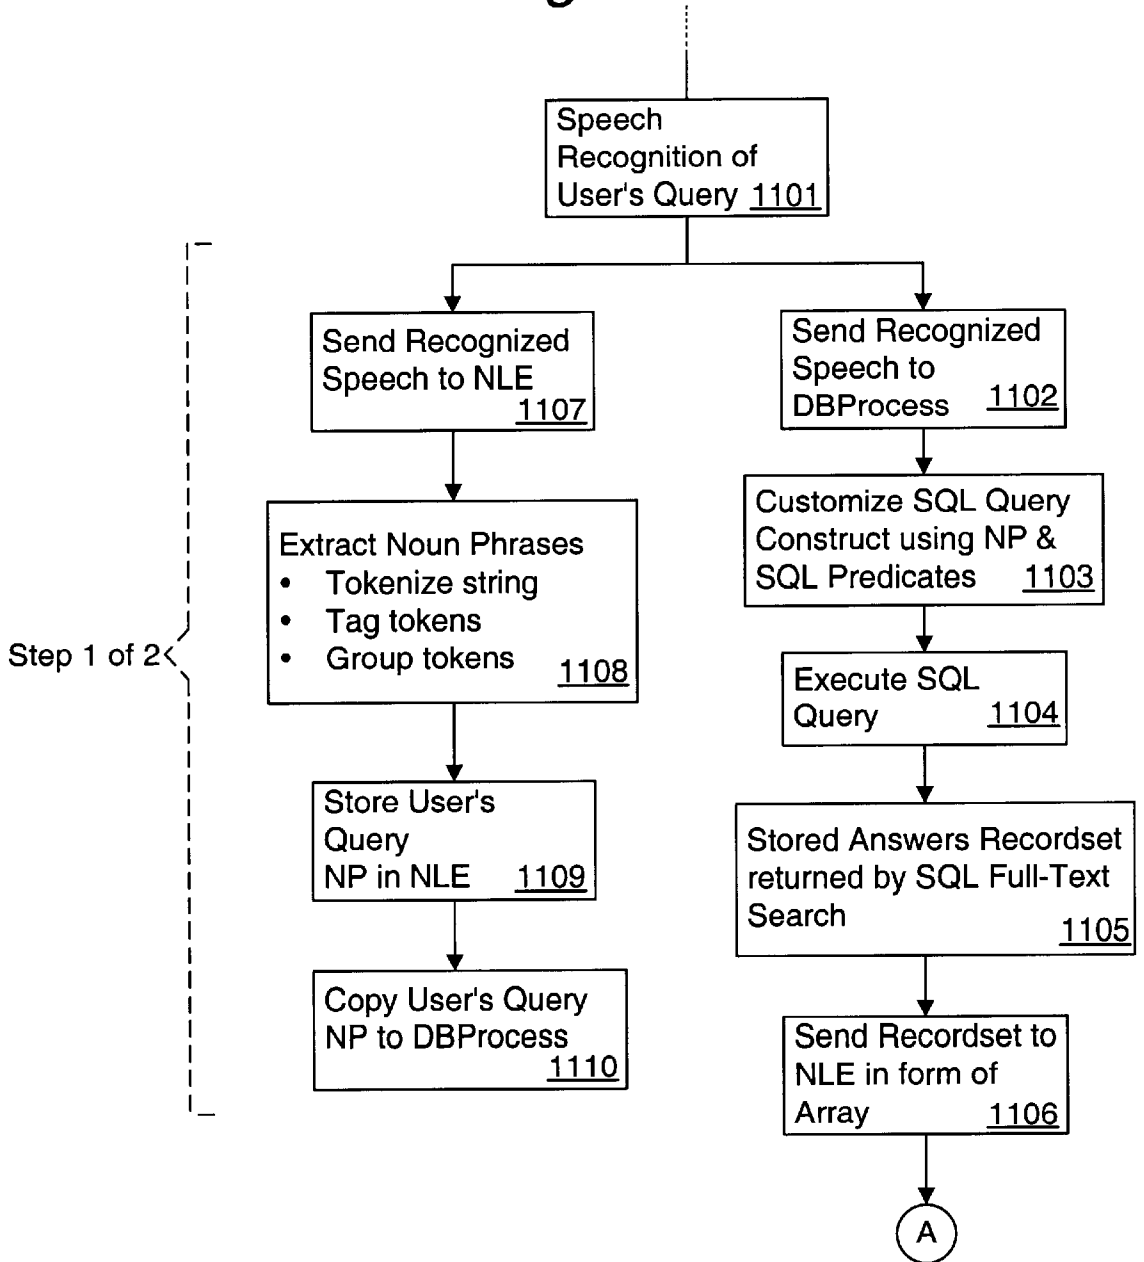 Speech
Recognition of
User's Query 1101
Send Recognized
Speech to NLE
1107
Send Recognized
Speech to
DBProcess 1102
Extract Noun Phrases
• Tokenize string
• Tag tokens
• Group tokens 1108
Customize SQL Query
Construct using NP &
SQL Predicates 1103
Step 1 of 2
Execute SQL
Query 1104
Store User's
Query
NP in NLE 1109
Stored Answers Recordset
returned by SQL Full-Text
Search
1105
Copy User's Query
NP to DBProcess
1110
Send Recordset to
NLE in form of
Array 1106
A